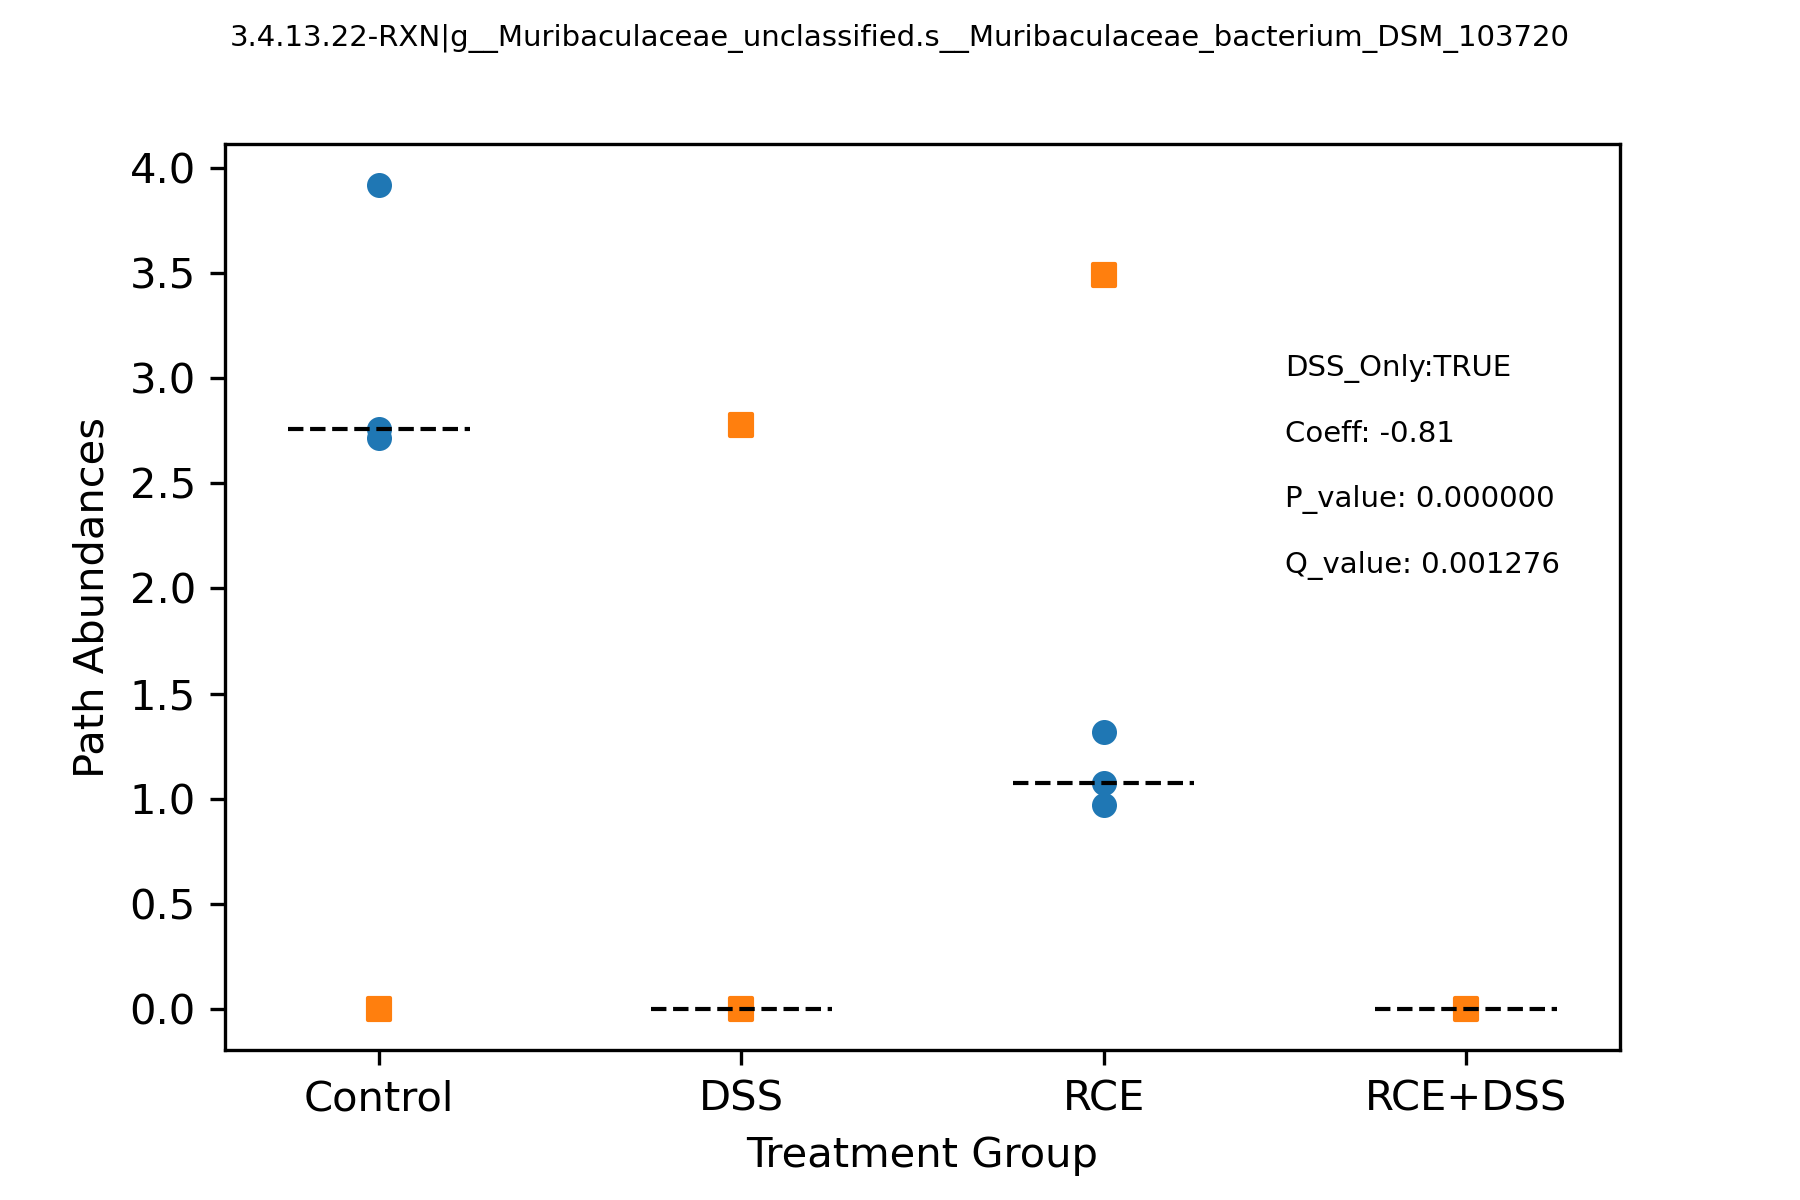 3.4.13.22-RXN|g__Muribaculaceae_unclassified.s__Muribaculaceae_bacterium_DSM_103720
4.0
3.5
3.0
2.5
2.0
1.5
1.0
0.5
0.0
Path Abundances
DSS_Only:TRUE
Coeff: -0.81
P_value: 0.000000
Q_value: 0.001276
Control
DSS
RCE
RCE+DSS
Treatment Group